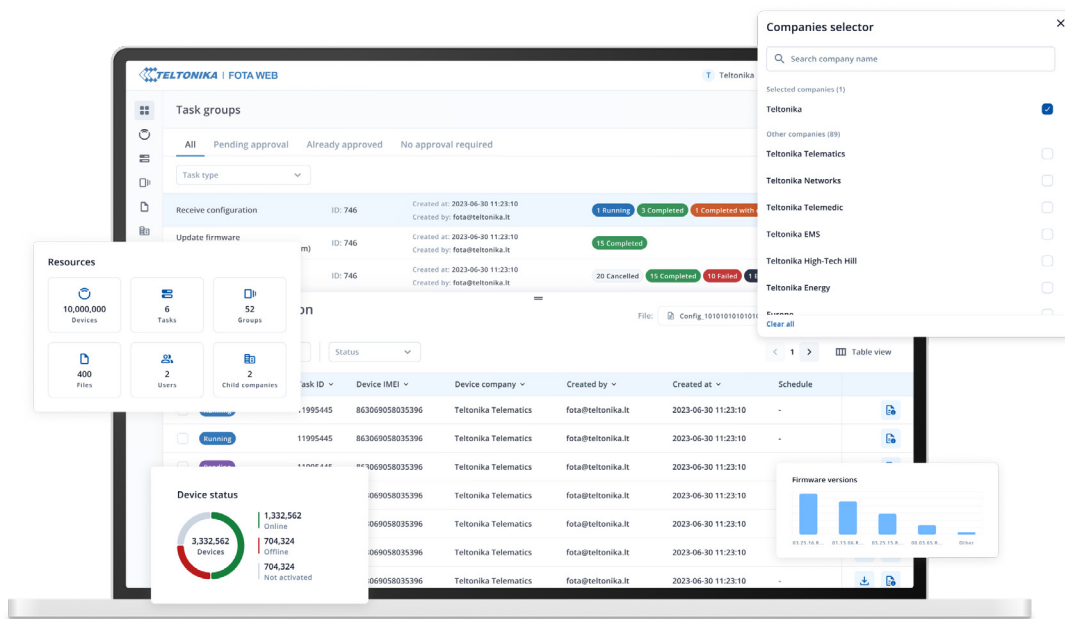 Companies selector
Search company name
Selected companies (1)
Teltonika
Other companies (89)
Teltonika Telematics
Teltonika Networks
Teltonika Telemedic
Teltonika EMS
Teltonika High-Tech Hill
Teltonika Energy
Europe
Clear all
TELTONIKA | FOTA WEB
T Teltonika
Task groups
All Pending approval Already approved No approval required
Task type
Receive configuration ID: 746 Created at: 2023-06-30 11:23:10 1 Running 3 Completed 1 Completed with
Created by: fota@teltonika.lt
Update firmware ID: 746 Created at: 2023-06-30 11:23:10 15 Completed
Created by: fota@teltonika.lt
ID: 746 Created at: 2023-06-30 11:23:10 20 Cancelled 15 Completed 10 Failed
Created by: fota@teltonika.lt
File:
Status
1 Table view
Task ID Device IMEI Device company Created by Created at Schedule
11995445 863069058035396 Teltonika Telematics fota@teltonika.lt 2023-06-30 11:23:10 -
Running 11995445 863069058035396 Teltonika Telematics fota@teltonika.lt 2023-06-30 11:23:10 -
11995445 863069058035396 Teltonika Telematics fota@teltonika.lt 2023-06-30 11:23:10 -
Teltonika Telematics fota@teltonika.lt 2023-06-30 11:23:10
Teltonika Telematics fota@teltonika.lt 2023-06-30 11:23:10
Teltonika Telematics fota@teltonika.lt 2023-06-30 11:23:10
Teltonika Telematics fota@teltonika.lt 2023-06-30 11:23:10 -
Resources
10,000,000
Devices
6
Tasks
52
Groups
400
Files
2
Users
2
Child companies
Device status
3,332,562
Devices
1,332,562
Online
704,324
Offline
704,324
Not activated
Firmware versions
Other